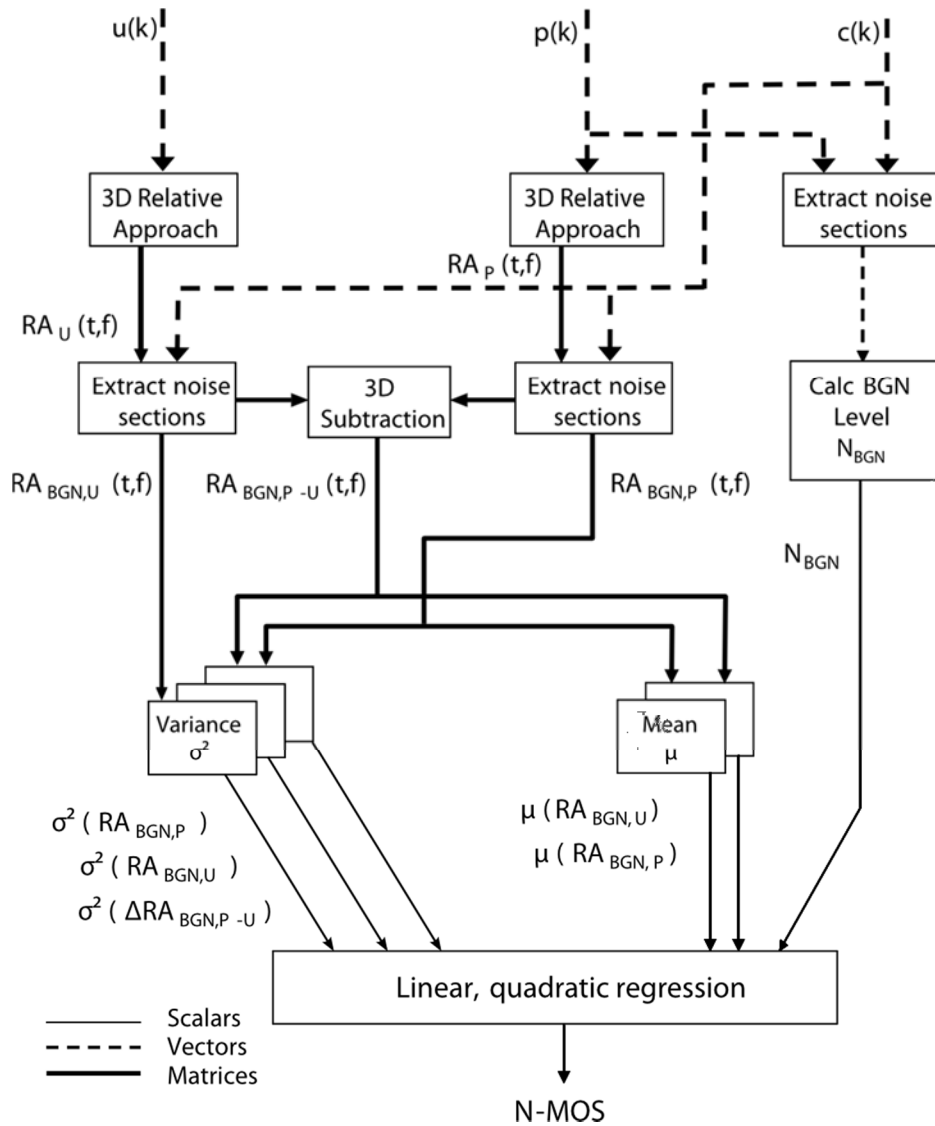 u(k)
p(k)
c(k)
3D Relative
Approach
3D Relative
Approach
Extract noise
sections
RA P (t,f)
RA U (t,f)
Extract noise
sections
3D
Subtraction
Extract noise
sections
Calc BGN
Level
N BGN
RA BGN,U (t,f)
RA BGN,P -U (t,f)
RA BGN,P (t,f)
N BGN
Variance
σ²
Mean
μ
σ² ( RA BGN,P )
σ² ( RA BGN,U )
σ² ( ΔRA BGN,P -U )
μ ( RA BGN,U )
μ ( RA BGN,P )
Linear, quadratic regression
Scalars
Vectors
Matrices
N-MOS